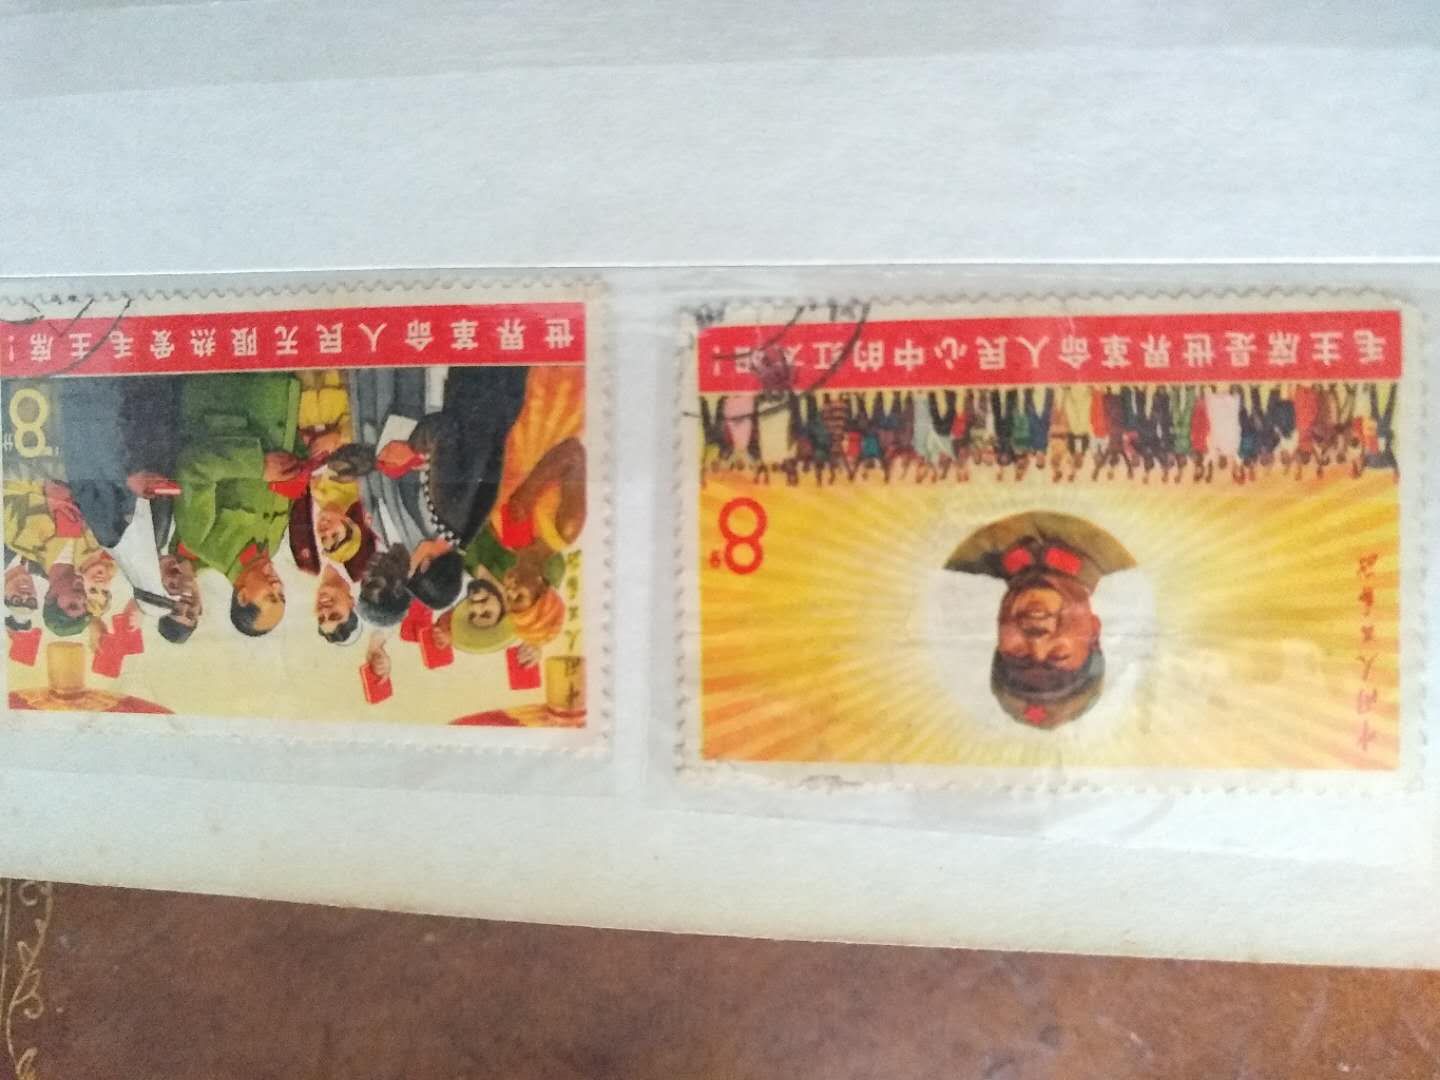 中国人民邮政
8分
毛主席是世界革命人民心中的红太阳!
中国人民邮政
8分
世界革命人民无限热爱毛主席!